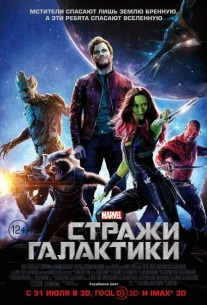 МСТИТЕЛИ СПАСАЮТ ЛИШЬ ЗЕМЛЮ БРЕННУЮ,
А ЭТИ РЕБЯТА СПАСАЮТ ВСЕЛЕННУЮ!
12+
MARVEL
СТРАЖИ
ГАЛАКТИКИ
С 31 ИЮЛЯ В 3D, REAL D 3D И IMAX 3D